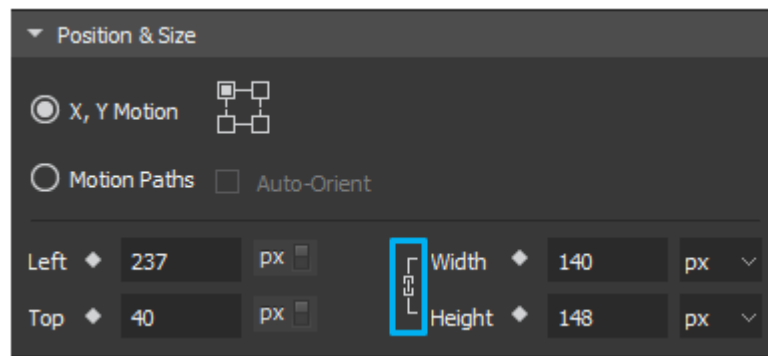 Position & Size
X, Y Motion
Motion Paths Auto-Orient
Left 237 px Width 140 px
Top 40 px Height 148 px